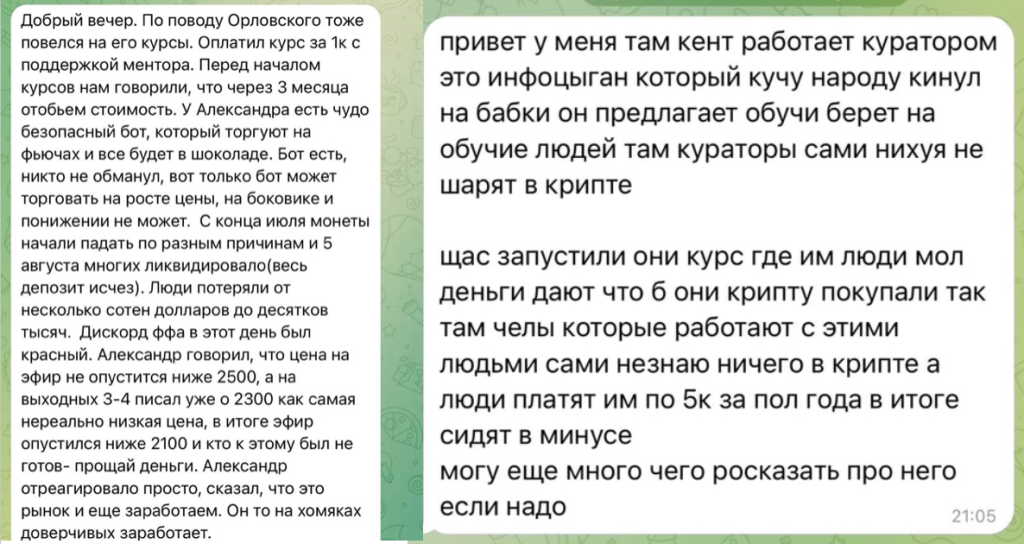 Добрый вечер. По поводу Орловского тоже
повелся на его курсы. Оплатил курс за 1к с
поддержкой ментора. Перед началом
курсов нам говорили, что через 3 месяца
отобьем стоимость. У Александра есть чудо
безопасный бот, который торгуют на
фьючах и все будет в шоколаде. Бот есть,
никто не обманул, вот только бот может
торговать на росте цены, на боковике и
понижении не может.  С конца июля монеты
начали падать по разным причинам и 5
августа многих ликвидировало(весь
депозит исчез). Люди потеряли от
несколько сотен долларов до десятков
тысяч.  Дискорд ффа в этот день был
красный. Александр говорил, что цена на
эфир не опустится ниже 2500, а на
выходных 3-4 писал уже о 2300 как самая
нереально низкая цена, в итоге эфир
опустился ниже 2100 и кто к этому был не
готов- прощай деньги. Александр
отреагировало просто, сказал, что это
рынок и еще заработаем. Он то на хомяках
доверчивых заработает.
привет у меня там кент работает куратором
это инфоцыган который кучу народу кинул
на бабки он предлагает обучи берет на
обучие людей там кураторы сами нихуя не
шарят в крипте
щас запустили они курс где им люди мол
деньги дают что б они крипту покупали так
там челы которые работают с этими
людьми сами незнаю ничего в крипте а
люди платят им по 5к за пол года в итоге
сидят в минусе
могу еще много чего росказать про него
если надо
21:05